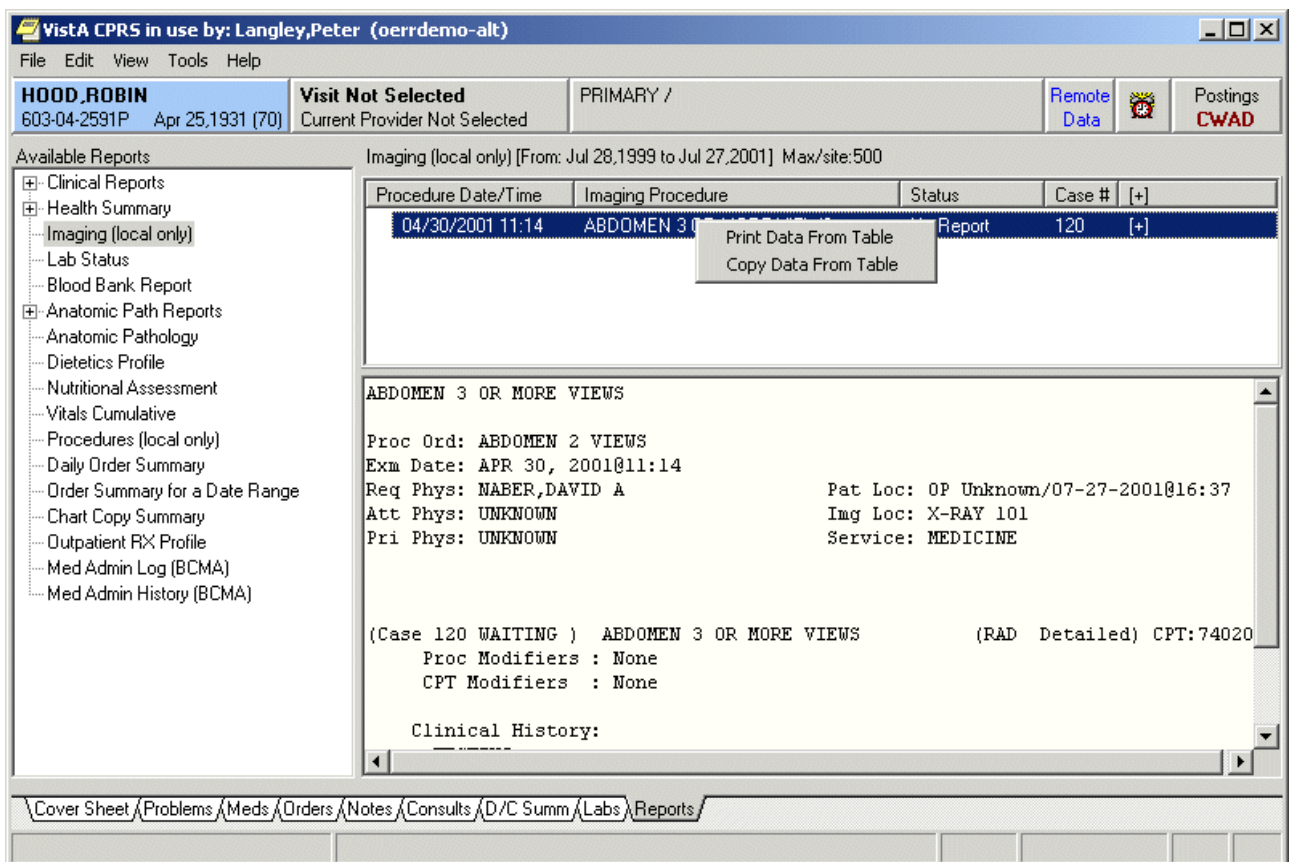 VistA CPRS in use by: Langley,Peter (oerrdemo-alt)
File Edit View Tools Help
HOOD,ROBIN
603-04-2591P Apr 25,1931 (70)
Visit Not Selected
Current Provider Not Selected
PRIMARY /
Remote
Data
Postings
CWAD
Available Reports
Clinical Reports
Health Summary
Imaging (local only)
Lab Status
Blood Bank Report
Anatomic Path Reports
Anatomic Pathology
Dietetics Profile
Nutritional Assessment
Vitals Cumulative
Procedures (local only)
Daily Order Summary
Order Summary for a Date Range
Chart Copy Summary
Outpatient RX Profile
Med Admin Log (BCMA)
Med Admin History (BCMA)
Imaging (local only) [From: Jul 28,1999 to Jul 27,2001] Max/site:500
Procedure Date/Time Imaging Procedure Status Case # [+]
04/30/2001 11:14 ABDOMEN 3 Report 120 [+]
Print Data From Table
Copy Data From Table
ABDOMEN 3 OR MORE VIEWS
Proc Ord: ABDOMEN 2 VIEWS
Exm Date: APR 30, 2001@11:14
Req Phys: NABER,DAVID A Pat Loc: OP Unknown/07-27-2001@16:37
Att Phys: UNKNOWN Img Loc: X-RAY 101
Pri Phys: UNKNOWN Service: MEDICINE
(Case 120 WAITING ) ABDOMEN 3 OR MORE VIEWS (RAD Detailed) CPT:74020
Proc Modifiers : None
CPT Modifiers : None
Clinical History:
Cover Sheet Problems Meds Orders Notes Consults D/C Summ Labs Reports